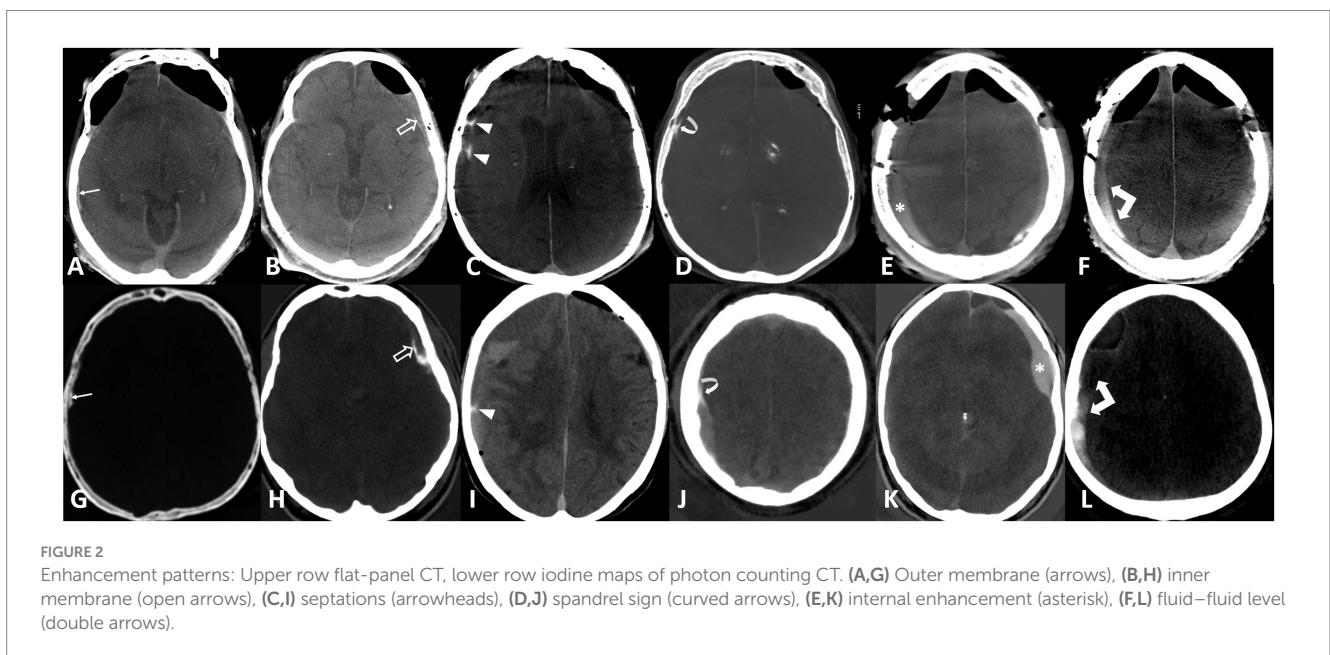 A
B
C
D
E
*
F
G
H
I
J
K
*
L
FIGURE 2
Enhancement patterns: Upper row flat-panel CT, lower row iodine maps of photon counting CT. (A,G) Outer membrane (arrows), (B,H) inner
membrane (open arrows), (C,I) septations (arrowheads), (D,J) spandrel sign (curved arrows), (E,K) internal enhancement (asterisk), (F,L) fluid–fluid level
(double arrows).